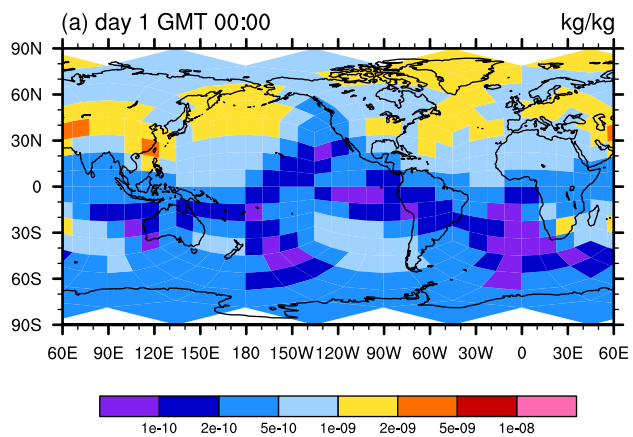 (a) day 1 GMT 00:00 kg/kg
90N
60N
30N
0
30S
60S
90S
60E 90E 120E 150E 180 150W 120W 90W 60W 30W 0 30E 60E
1e-10 2e-10 5e-10 1e-09 2e-09 5e-09 1e-08